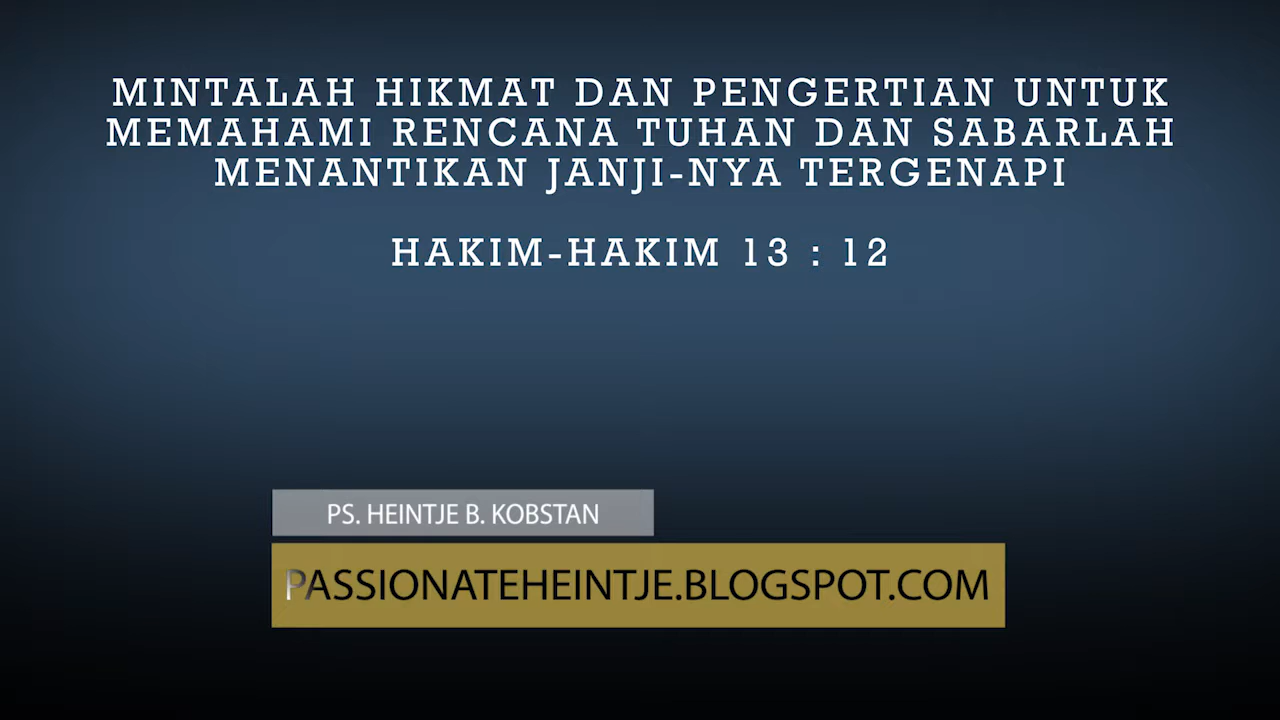 MINTALAH HIKMAT DAN PENGERTIAN UNTUK
MEMAHAMI RENCANA TUHAN DAN SABARLAH
MENANTIKAN JANJI-NYA TERGENAPI
HAKIM-HAKIM 13 : 12
PS. HEINTJE B. KOBSTAN
PASSIONATEHEINTJE.BLOGSPOT.COM